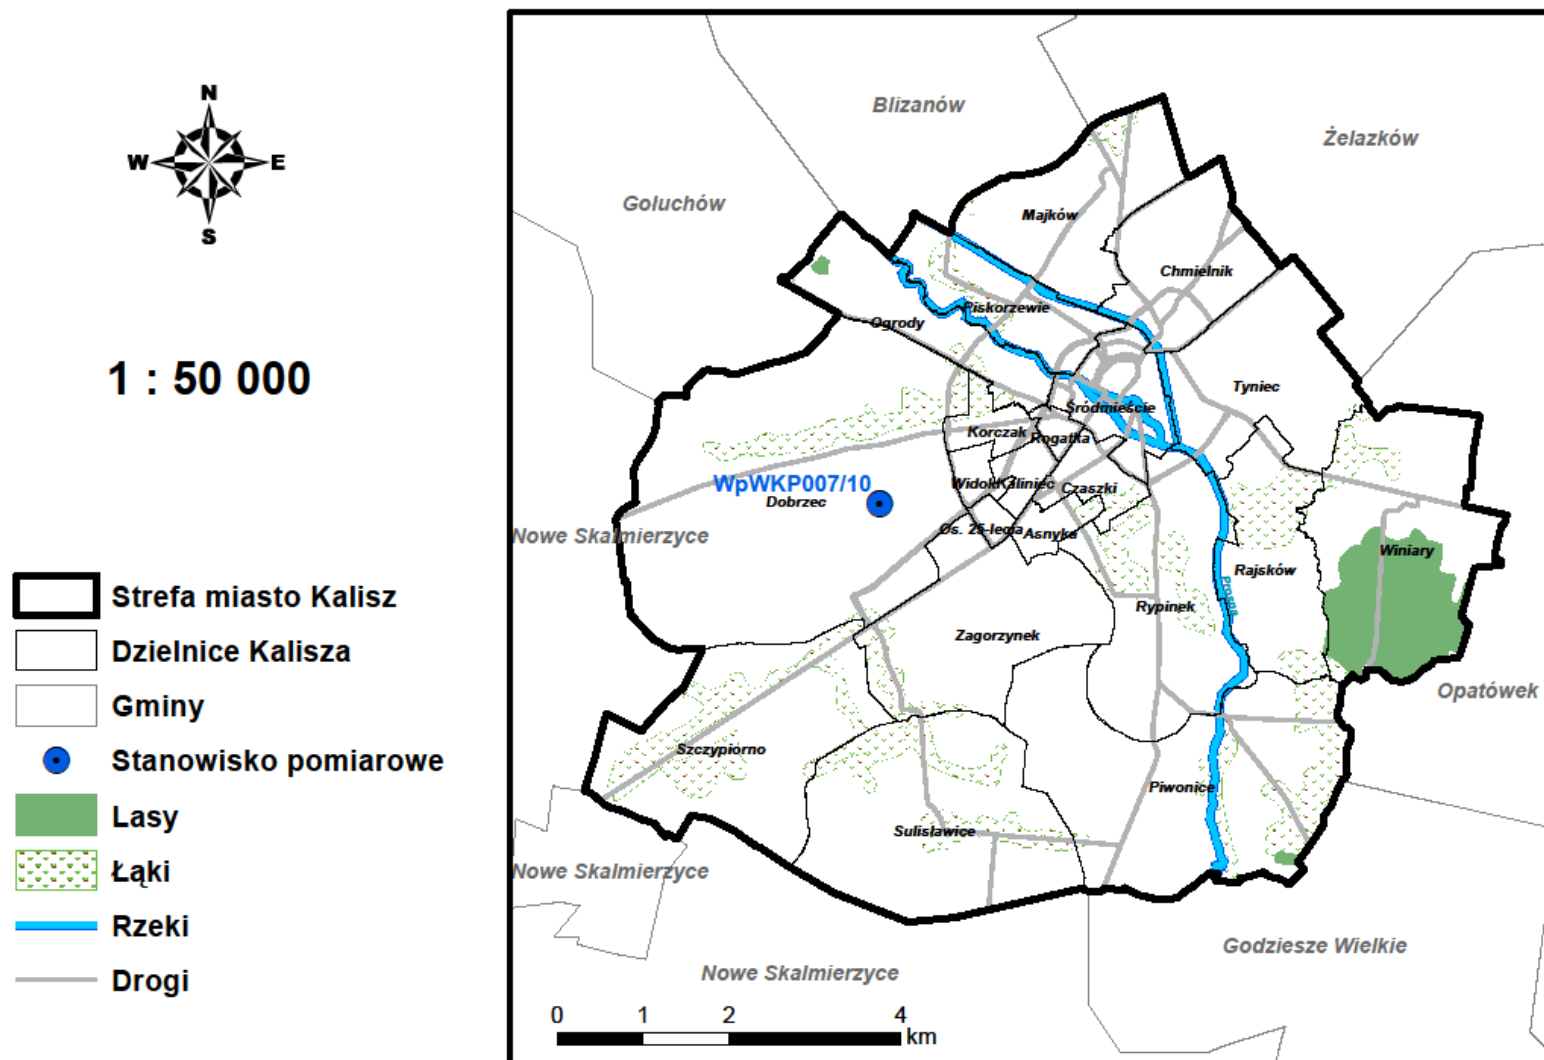 N
W
E
S
1 : 50 000
Strefa miasto Kalisz
Dzielnice Kalisza
Gminy
Stanowisko pomiarowe
Lasy
Łąki
Rzeki
Drogi
Blizanów
Żelazków
Goluchów
Majków
Chmielnik
Piskorzewie
Ogrody
Tyniec
Śródmieście
Korczak
Rogatka
WpWKP007/10
Dobrzec
Widok
Kaliniec
Czaszki
Nowe Skalmierzyce
Os. 25-lecia
Asnyka
Winiary
Rajsków
Prosna
Rypinek
Zagorzynek
Opatówek
Szczypiorno
Piwonice
Sulisławice
Nowe Skalmierzyce
Godziesze Wielkie
Nowe Skalmierzyce
0 1 2 4
km